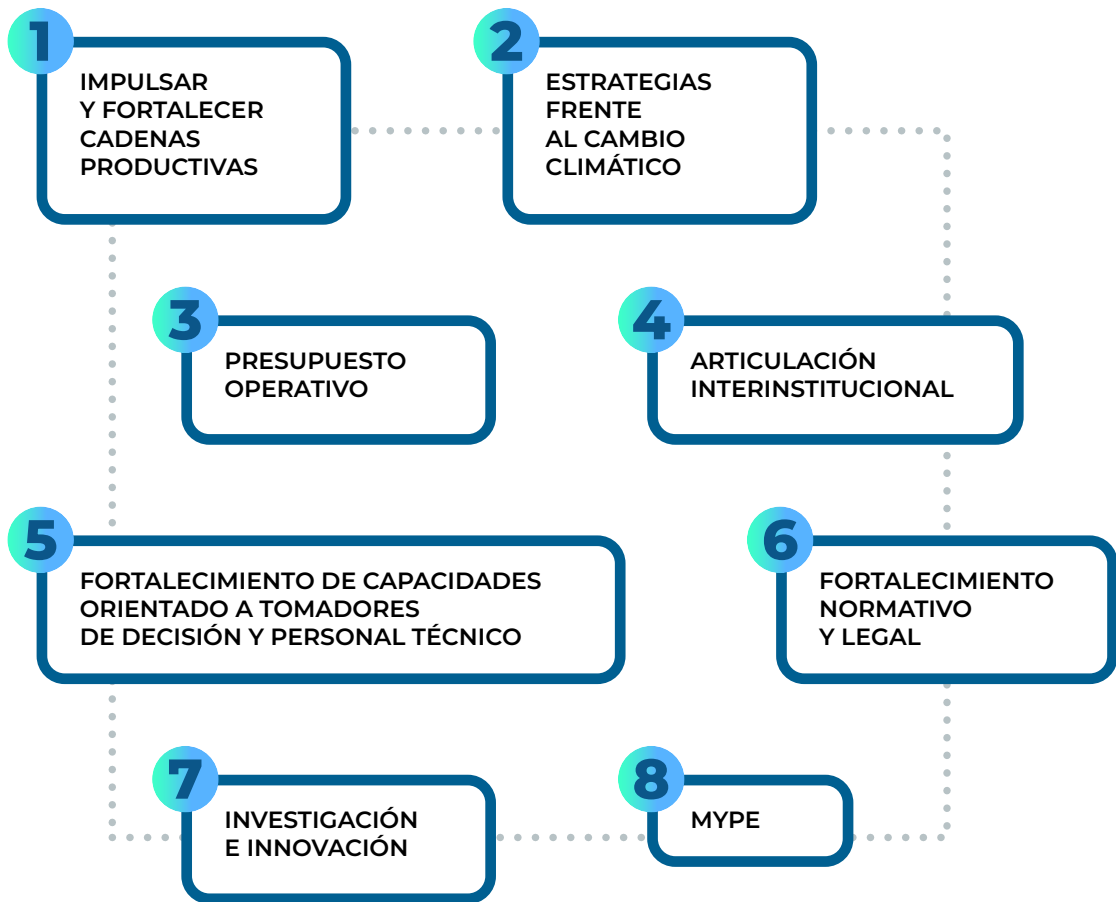 1
IMPULSAR
Y FORTALECER
CADENAS
PRODUCTIVAS
2
ESTRATEGIAS
FRENTE
AL CAMBIO
CLIMÁTICO
3
PRESUPUESTO
OPERATIVO
4
ARTICULACIÓN
INTERINSTITUCIONAL
5
FORTALECIMIENTO DE CAPACIDADES
ORIENTADO A TOMADORES
DE DECISIÓN Y PERSONAL TÉCNICO
6
FORTALECIMIENTO
NORMATIVO
Y LEGAL
7
INVESTIGACIÓN
E INNOVACIÓN
8
MYPE